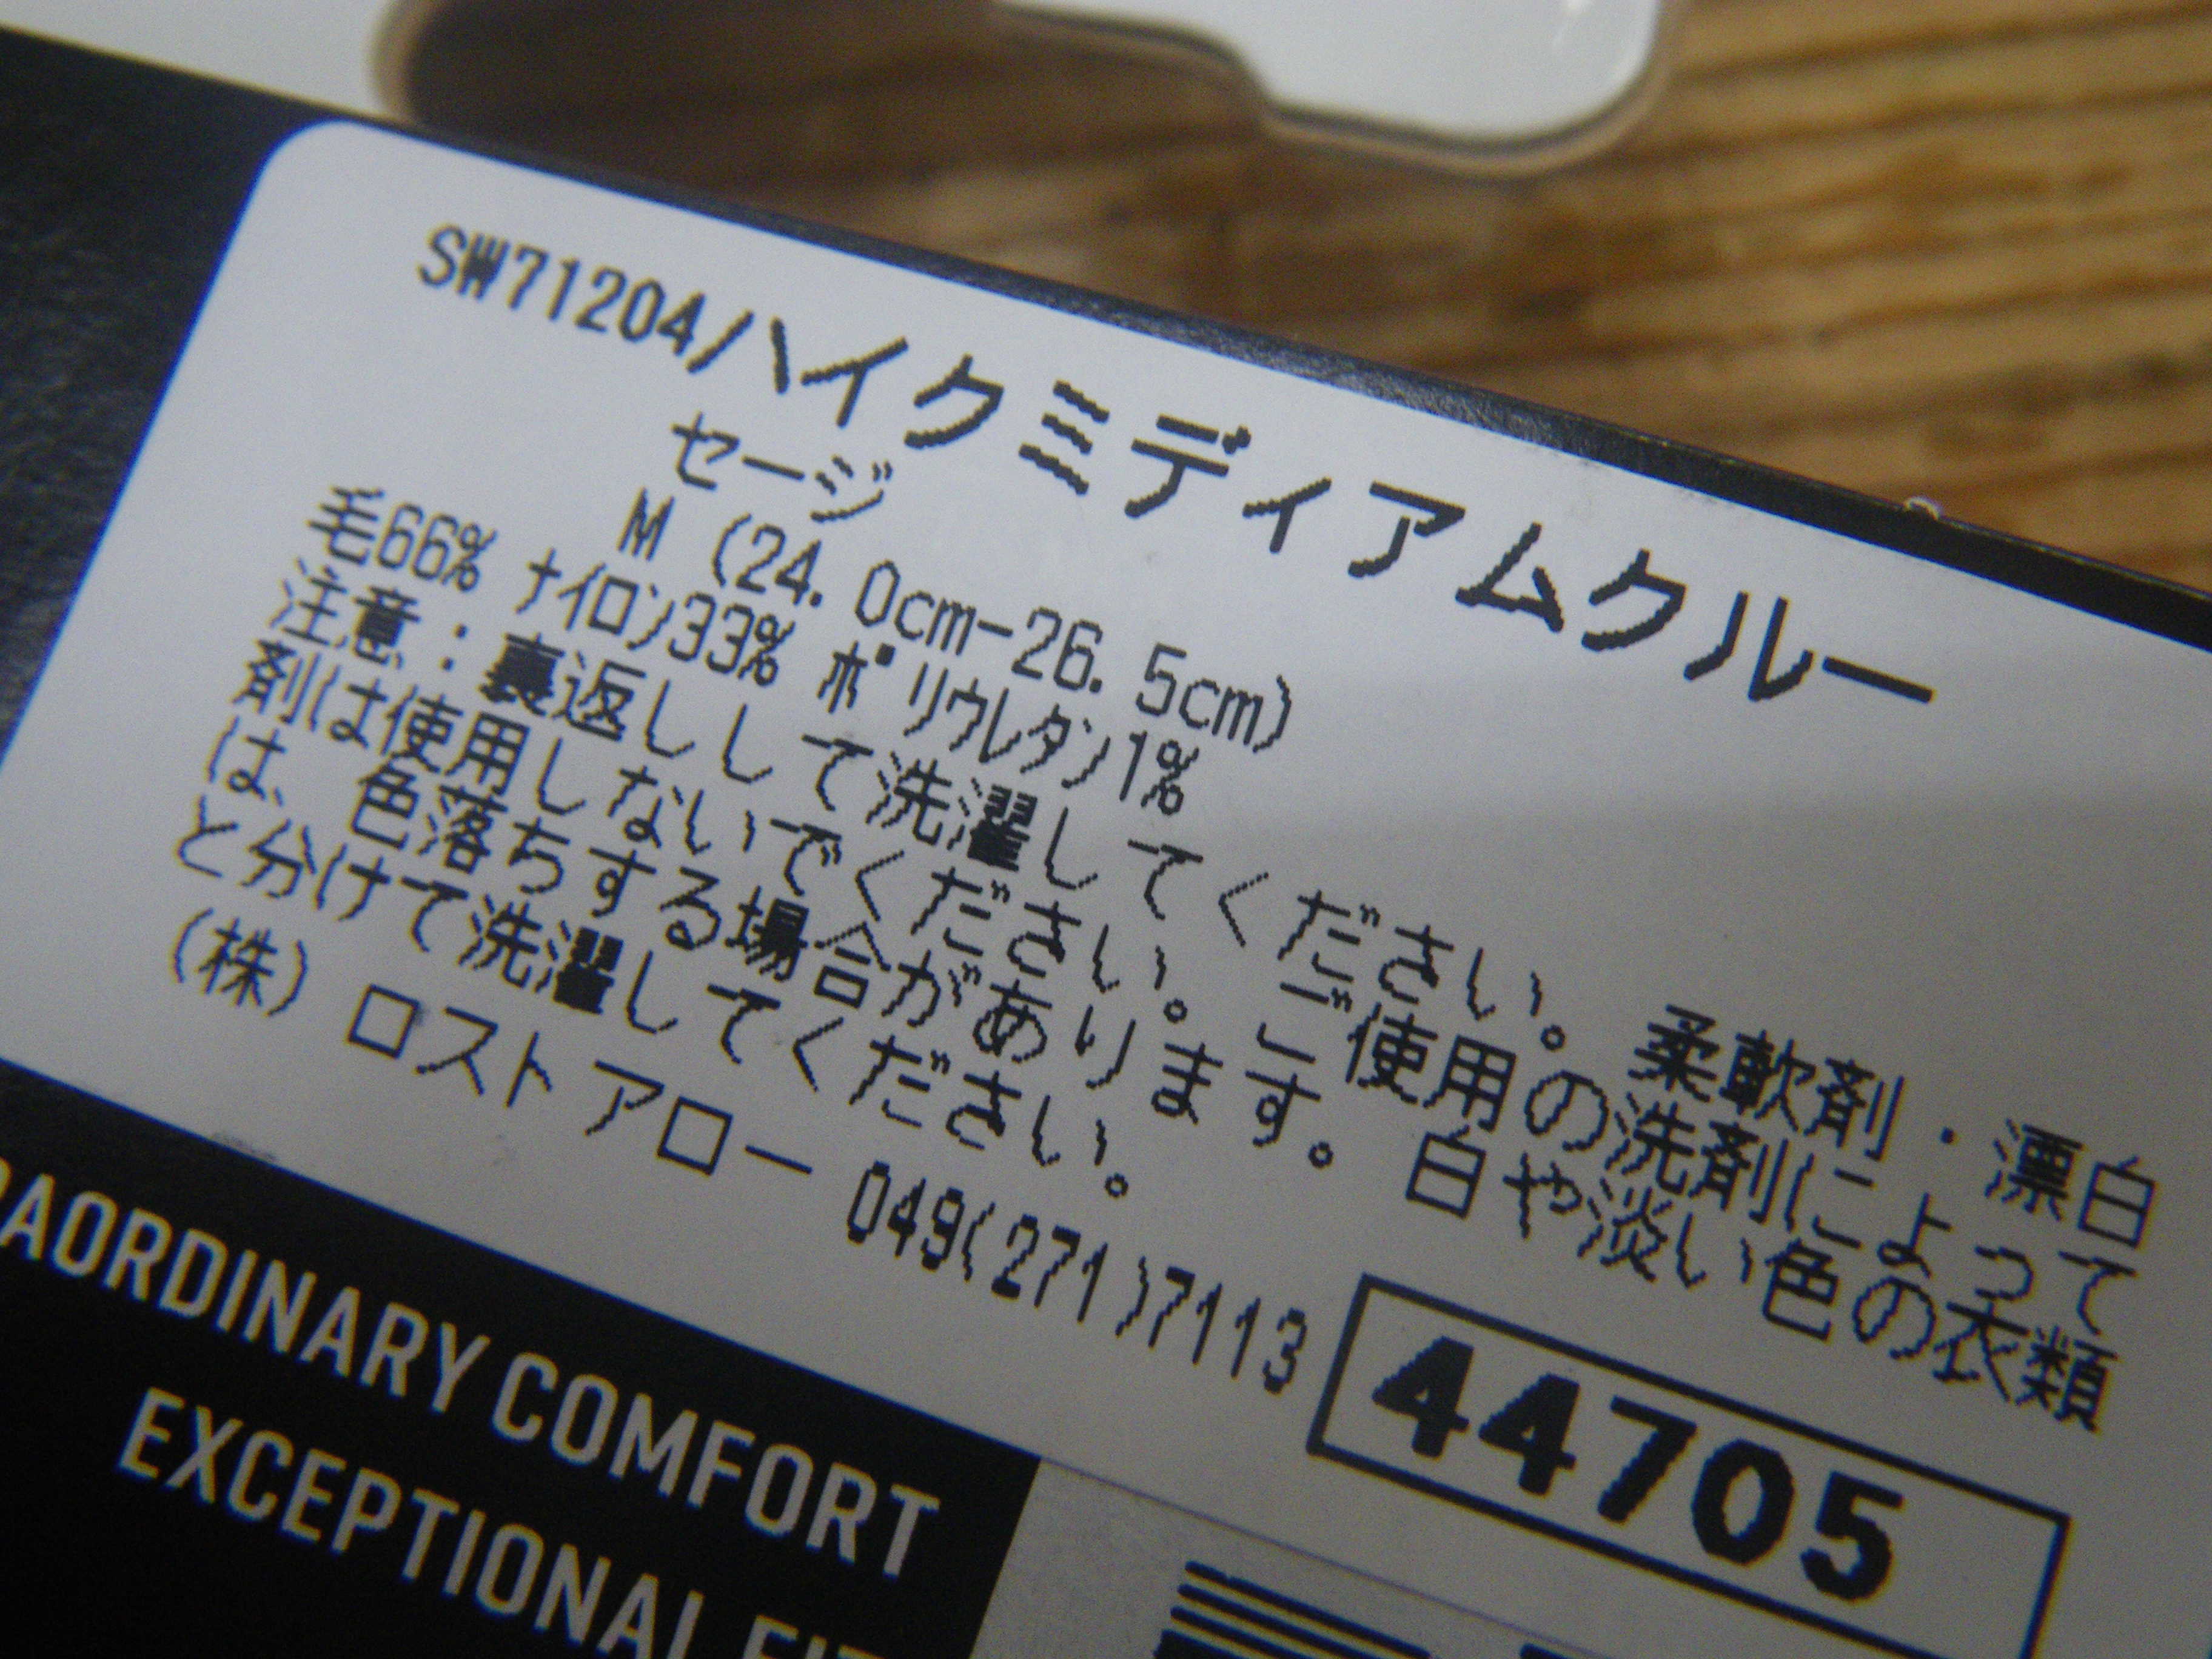 SW71204/ハイクミディアムクルー
セージ
M (24.0cm-26.5cm)
毛66% ﾅｲﾛﾝ33% ﾎﾟﾘｳﾚﾀﾝ1%
注意：裏返しして洗濯してください。柔軟剤・漂白
剤は使用しないでください。ご使用の洗剤によって
は、色落ちする場合があります。白や淡い色の衣類
と分けて洗濯してください。
(株) ロストアロー 049(271)7113
44705
RAORDINARY COMFORT
EXCEPTIONAL FIT